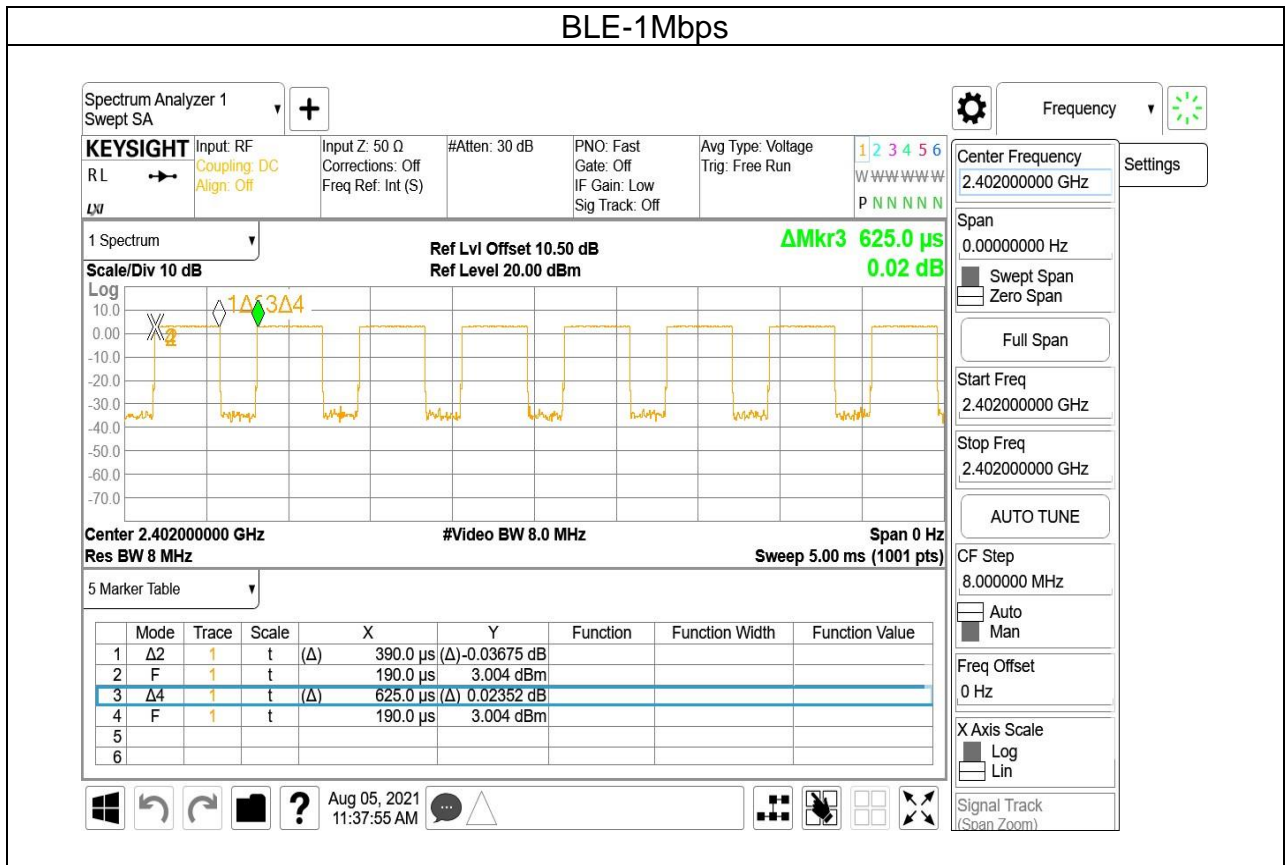 BLE-1Mbps
Spectrum Analyzer 1
Swept SA
Frequency
KEYSIGHT
RL
LXI
Input: RF
Coupling: DC
Align: Off
Input Z: 50 Ω
Corrections: Off
Freq Ref: Int (S)
#Atten: 30 dB
PNO: Fast
Gate: Off
IF Gain: Low
Sig Track: Off
Avg Type: Voltage
Trig: Free Run
1 2 3 4 5 6
W W W W W W
P N N N N N
Center Frequency
2.402000000 GHz
Settings
Span
0.00000000 Hz
Swept Span
Zero Span
Full Span
Start Freq
2.402000000 GHz
Stop Freq
2.402000000 GHz
AUTO TUNE
CF Step
8.000000 MHz
Auto
Man
Freq Offset
0 Hz
X Axis Scale
Log
Lin
Signal Track
(Span Zoom)
1 Spectrum
Scale/Div 10 dB
Ref Lvl Offset 10.50 dB
Ref Level 20.00 dBm
ΔMkr3 625.0 µs
0.02 dB
Log
10.0
0.00
-10.0
-20.0
-30.0
-40.0
-50.0
-60.0
-70.0
3Δ4
Center 2.402000000 GHz
#Video BW 8.0 MHz
Span 0 Hz
Res BW 8 MHz
Sweep 5.00 ms (1001 pts)
5 Marker Table
Mode Trace Scale X Y Function Function Width Function Value
1 Δ2 1 t (Δ) 390.0 µs (Δ)-0.03675 dB
2 F 1 t 190.0 µs 3.004 dBm
3 Δ4 1 t (Δ) 625.0 µs (Δ) 0.02352 dB
4 F 1 t 190.0 µs 3.004 dBm
5
6
?
Aug 05, 2021
11:37:55 AM